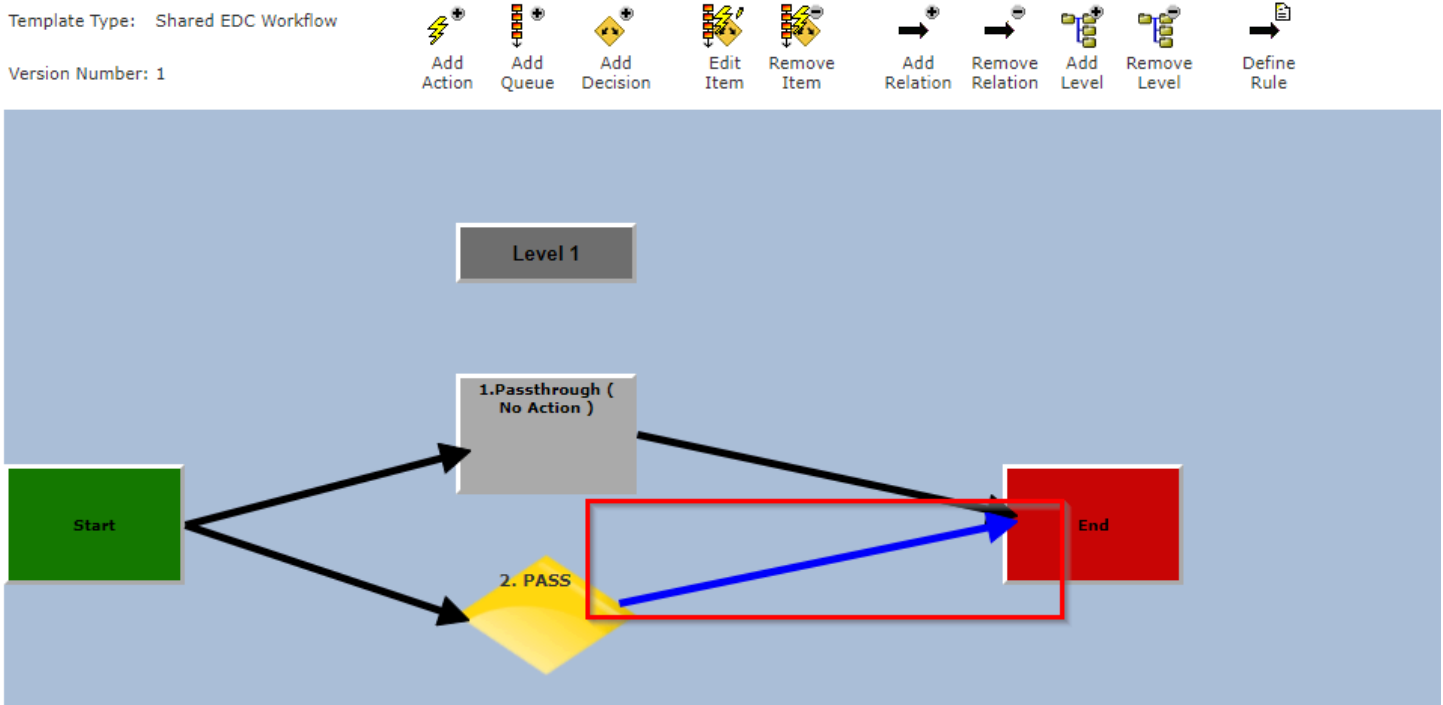 Template Type: Shared EDC Workflow
Version Number: 1
Add Action
Add Queue
Add Decision
Edit Item
Remove Item
Add Relation
Remove Relation
Add Level
Remove Level
Define Rule
Level 1
1.Passthrough (
No Action )
Start
End
2. PASS